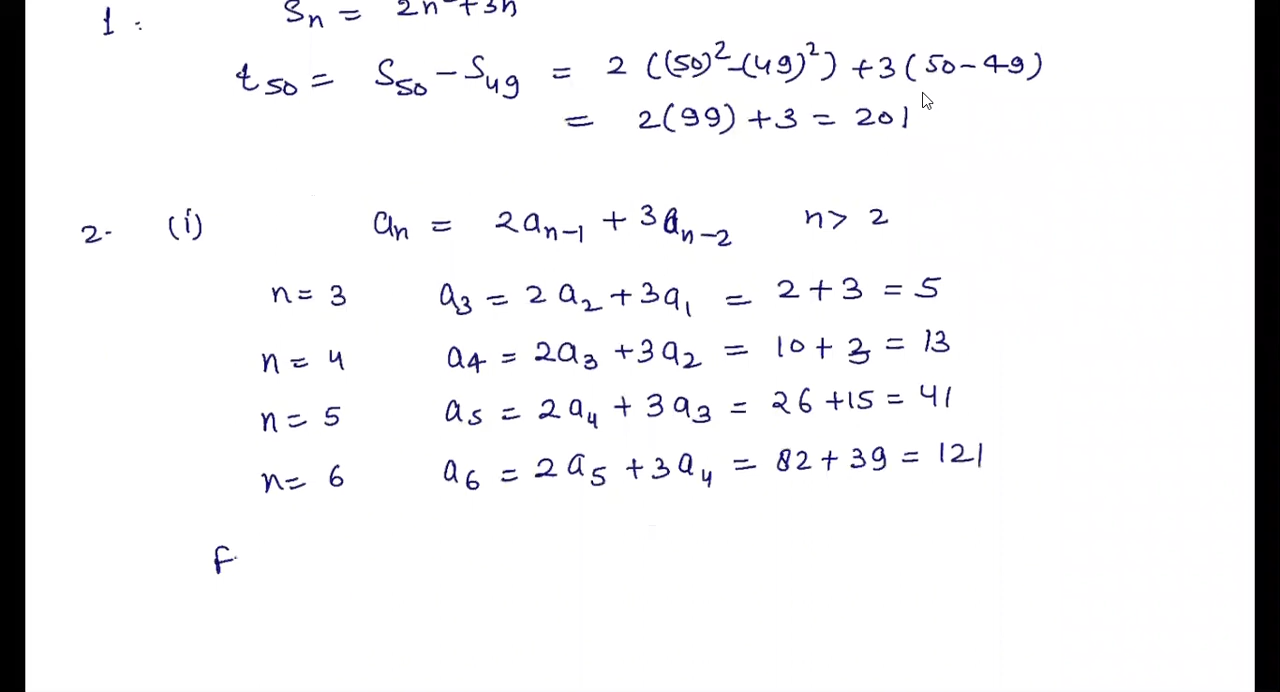 1 : Sₙ = 2n² + 3n
t₅₀ = S₅₀ - S₄₉ = 2 ((50)² - (49)²) + 3 (50 - 49)
= 2(99) + 3 = 201
2. (i) aₙ = 2aₙ₋₁ + 3aₙ₋₂ n > 2
n = 3 a₃ = 2a₂ + 3a₁ = 2 + 3 = 5
n = 4 a₄ = 2a₃ + 3a₂ = 10 + 3 = 13
n = 5 a₅ = 2a₄ + 3a₃ = 26 + 15 = 41
n = 6 a₆ = 2a₅ + 3a₄ = 82 + 39 = 121
F